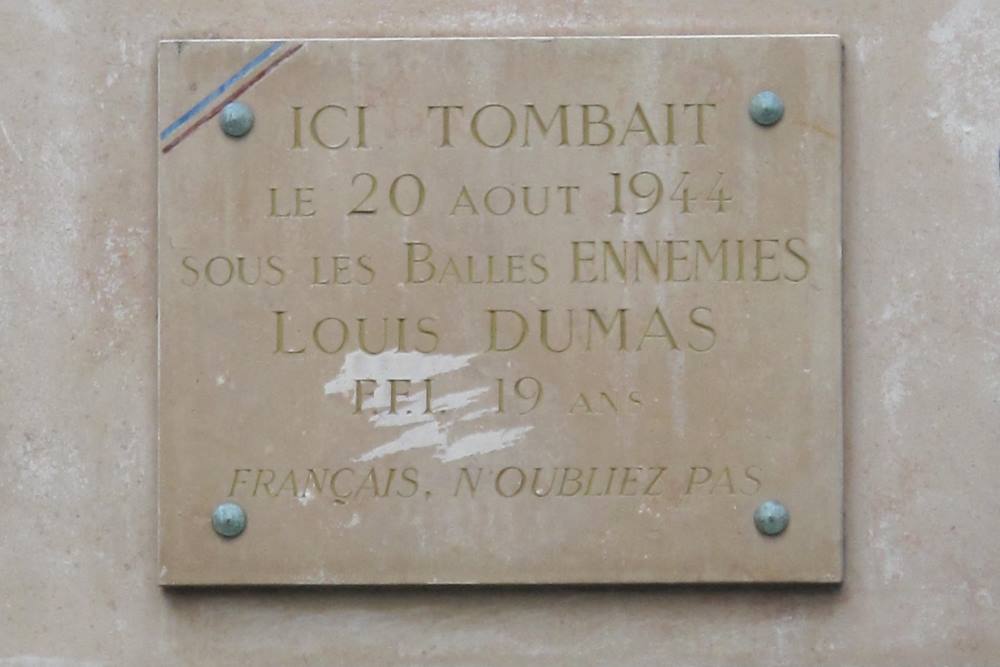 ICI TOMBAIT
LE 20 AOUT 1944
SOUS LES BALLES ENNEMIES
LOUIS DUMAS
F.F.I. 19 ANS
FRANÇAIS, N'OUBLIEZ PAS